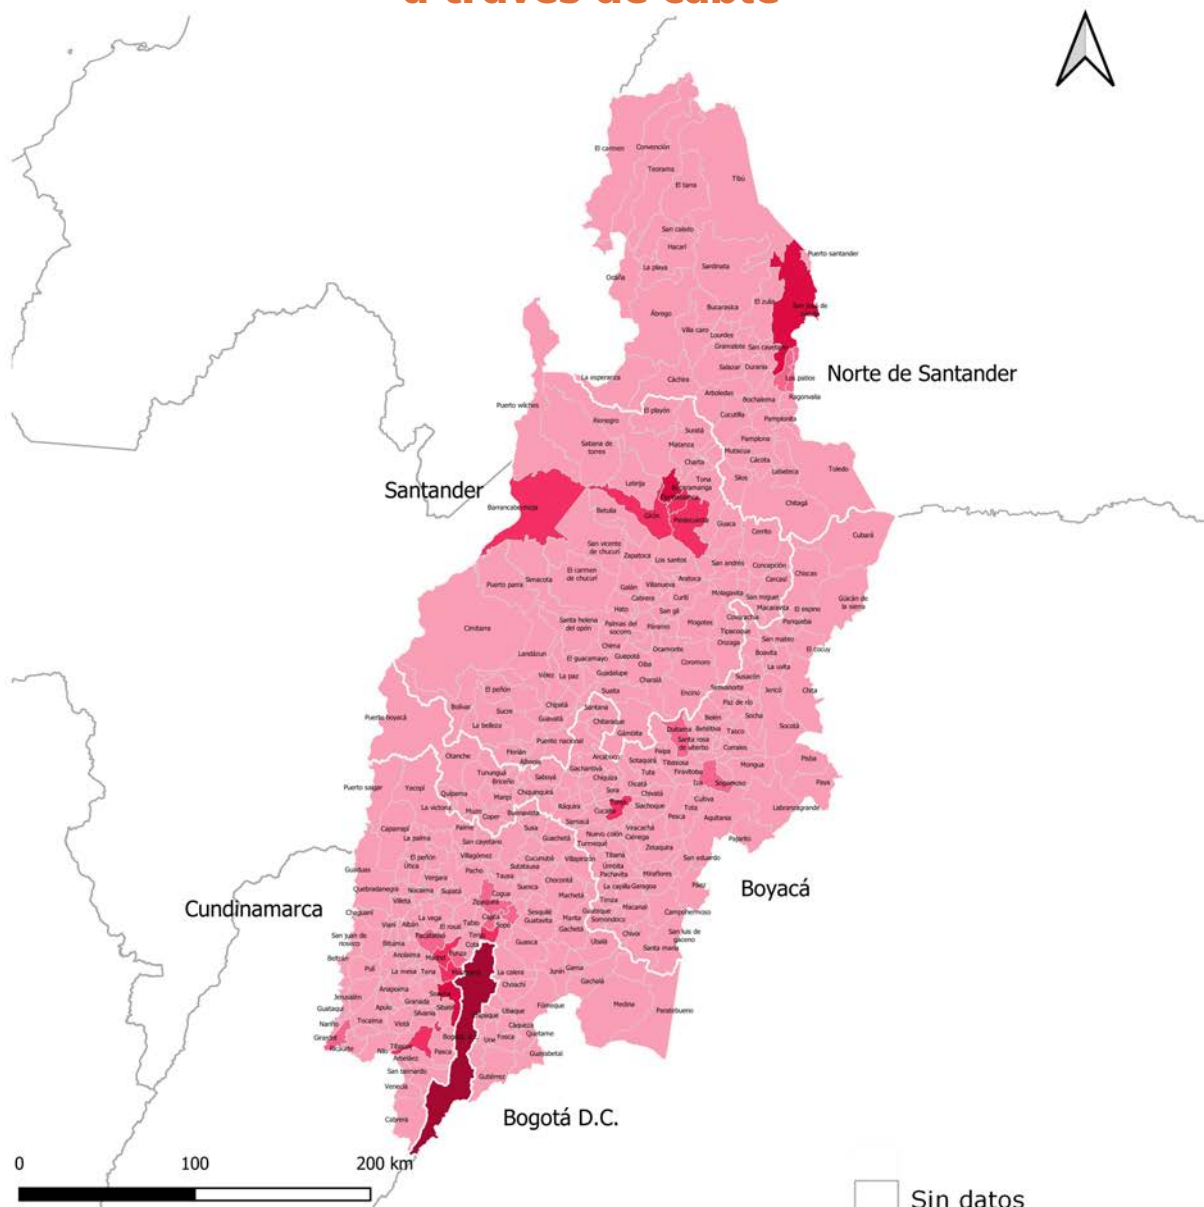 a través de cable
El carmen
Convención
Teorama
El tarra
Tibú
San calixto
Hacarí
Puerto santander
La playa
Sardinata
Ocaña
El zulia
Bucarasica
Ábrego
Villa caro
Lourdes
Gramalote
San cayetano
Norte de Santander
Salazar
Durania
Los patios
La esperanza
Cáchira
Arboledas
Bochalema
Ragonvalia
Puerto wilches
El playón
Cucutilla
Pamplonita
Rionegro
Suratá
Sabana de
torres
Matanza
Pamplona
Mutiscua
Charta
Cácota
Labateca
Toledo
Santander
Lebrija
Tona
Silos
Bucaramanga
Chitagá
Barrancabermeja
Betulia
Girón
Piedecuesta
Guaca
Cerrito
Cubará
San vicente
de chucurí
Zapatoca
Los santos
San andrés
Concepción
Carcasí
Chiscas
El carmen
de chucurí
Puerto parra
Simacota
Galán
Villanueva
Aratoca
Molagavita
San miguel
Güicán de
la sierra
Cabrera
Curití
Macaravita
El espino
Hato
San gil
Covarachía
Panqueba
Santa helena
del opón
Palmas del
socorro
Páramo
Mogotes
Tipacoque
Cimitarra
Onzaga
San mateo
Chima
Boavita
El cocuy
Landázuri
El guacamayo
Guapotá
Oiba
Ocamonte
Coromoro
La uvita
Vélez
La paz
Guadalupe
Charalá
Susacón
El peñón
Suaita
Encino
Jericó
Chita
Bolívar
Sucre
Chipatá
Santana
Paz de río
Puerto boyacá
La belleza
Guavatá
Chitaraque
Belén
Socha
Socotá
Gámbita
Duitama
Betéitiva
Tasco
Puente nacional
Santa rosa
de viterbo
Corrales
Otanche
Florián
Albania
Arcabuco
Sotaquirá
Paipa
Tibasosa
Mongua
Pisba
Tununguá
Gachantivá
Tuta
Firavitoba
Puerto salgar
Yacopí
Briceño
Saboyá
Chíquiza
Oicatá
Iza
Sogamoso
Paya
Quípama
Maripí
Chiquinquirá
Sora
Chivatá
Cuítiva
La victoria
Muzo
Coper
Buenavista
Ráquira
Cucaita
Tunja
Siachoque
Tota
Labranzagrande
Samacá
Pesca
Aquitania
Caparrapí
Paime
Susa
Viracachá
La palma
San cayetano
Guachetá
Nuevo colón
Ciénega
Pajarito
Turmequé
Zetaquira
El peñón
Villagómez
Cucunubá
Villapinzón
Tibaná
San eduardo
Útica
Sutatausa
Úmbita
Guaduas
Vergara
Pacho
Tausa
Pachavita
Miraflores
Chocontá
Quebradanegra
Nocaima
Supatá
Suesca
La capilla
Garagoa
Páez
Boyacá
Villeta
Cogua
Machetá
Tenza
Cundinamarca
Zipaquirá
Macanal
Chaguaní
La vega
Cajicá
Sesquilé
Guateque
Campohermoso
Vianí
Albán
El rosal
Tabio
Sopó
Guatavita
Manta
Somondoco
San juan de
rioseco
Facatativá
Tenjo
Gachetá
Chivor
San luis de
gaceno
Bituima
Cota
Guasca
Ubalá
Santa maría
Beltrán
Anolaima
Madrid
Funza
Pulí
La mesa
Tena
Mosquera
La calera
Junín
Gama
Choachí
Gachalá
Jerusalén
Anapoima
Soacha
Granada
Sibaté
Fómeque
Medina
Guataquí
Apulo
Silvania
Ubaque
Paratebueno
Nariño
Tocaima
Viotá
Cáqueza
Girardot
Bogotá, d.c.
Une
Fosca
Quetame
Ricaurte
Nilo
Tibacuy
Pasca
Guayabetal
Arbeláez
San bernardo
Gutiérrez
Venecia
Bogotá D.C.
Cabrera
0 100 200 km
Sin datos